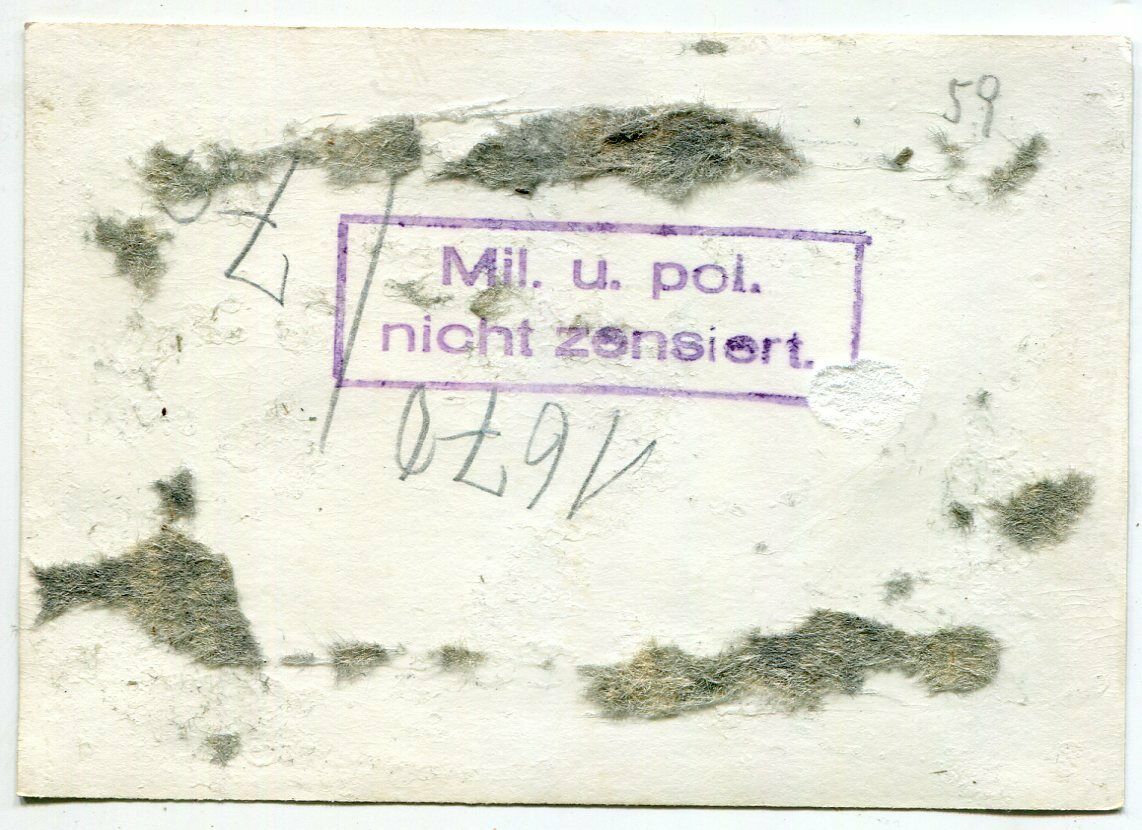 59
Mil. u. pol.
nicht zensiert.
1670